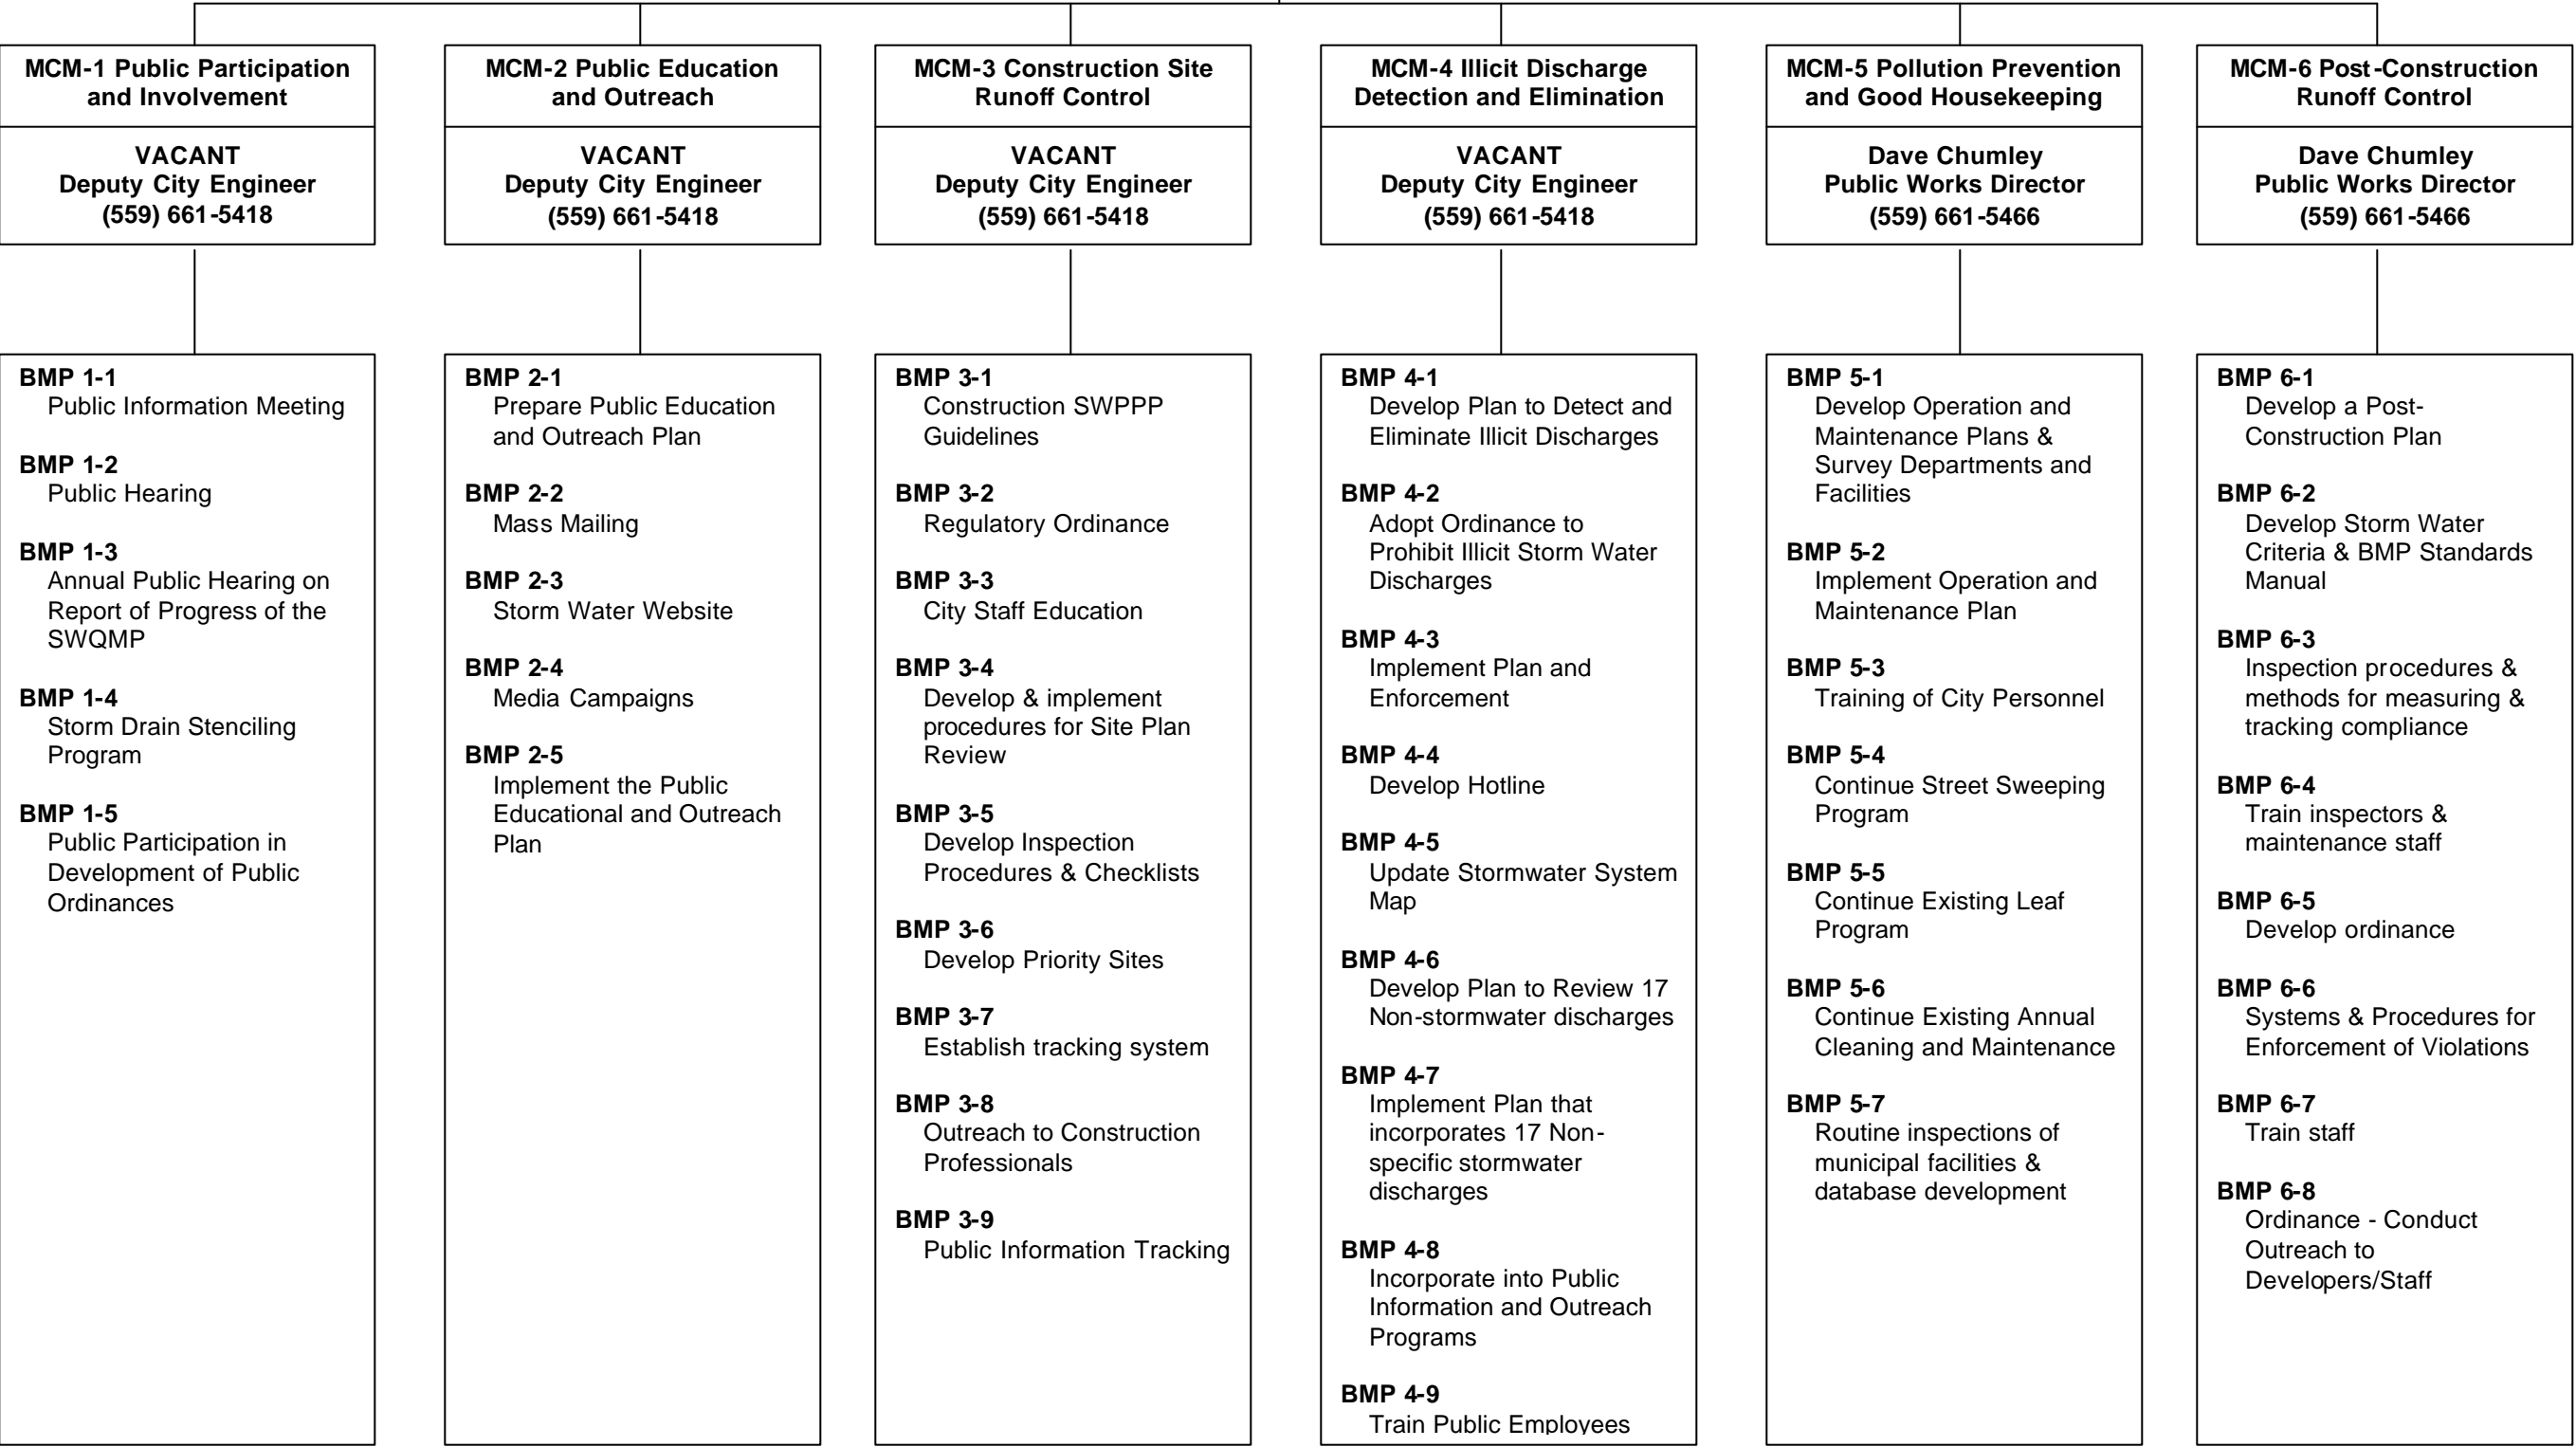 MCM-1 Public Participation
and Involvement
VACANT
Deputy City Engineer
(559) 661-5418
BMP 1-1
Public Information Meeting
BMP 1-2
Public Hearing
BMP 1-3
Annual Public Hearing on
Report of Progress of the
SWQMP
BMP 1-4
Storm Drain Stenciling
Program
BMP 1-5
Public Participation in
Development of Public
Ordinances
MCM-2 Public Education
and Outreach
VACANT
Deputy City Engineer
(559) 661-5418
BMP 2-1
Prepare Public Education
and Outreach Plan
BMP 2-2
Mass Mailing
BMP 2-3
Storm Water Website
BMP 2-4
Media Campaigns
BMP 2-5
Implement the Public
Educational and Outreach
Plan
MCM-3 Construction Site
Runoff Control
VACANT
Deputy City Engineer
(559) 661-5418
BMP 3-1
Construction SWPPP
Guidelines
BMP 3-2
Regulatory Ordinance
BMP 3-3
City Staff Education
BMP 3-4
Develop & implement
procedures for Site Plan
Review
BMP 3-5
Develop Inspection
Procedures & Checklists
BMP 3-6
Develop Priority Sites
BMP 3-7
Establish tracking system
BMP 3-8
Outreach to Construction
Professionals
BMP 3-9
Public Information Tracking
MCM-4 Illicit Discharge
Detection and Elimination
VACANT
Deputy City Engineer
(559) 661-5418
BMP 4-1
Develop Plan to Detect and
Eliminate Illicit Discharges
BMP 4-2
Adopt Ordinance to
Prohibit Illicit Storm Water
Discharges
BMP 4-3
Implement Plan and
Enforcement
BMP 4-4
Develop Hotline
BMP 4-5
Update Stormwater System
Map
BMP 4-6
Develop Plan to Review 17
Non-stormwater discharges
BMP 4-7
Implement Plan that
incorporates 17 Non-
specific stormwater
discharges
BMP 4-8
Incorporate into Public
Information and Outreach
Programs
BMP 4-9
Train Public Employees
MCM-5 Pollution Prevention
and Good Housekeeping
Dave Chumley
Public Works Director
(559) 661-5466
BMP 5-1
Develop Operation and
Maintenance Plans &
Survey Departments and
Facilities
BMP 5-2
Implement Operation and
Maintenance Plan
BMP 5-3
Training of City Personnel
BMP 5-4
Continue Street Sweeping
Program
BMP 5-5
Continue Existing Leaf
Program
BMP 5-6
Continue Existing Annual
Cleaning and Maintenance
BMP 5-7
Routine inspections of
municipal facilities &
database development
MCM-6 Post-Construction
Runoff Control
Dave Chumley
Public Works Director
(559) 661-5466
BMP 6-1
Develop a Post-
Construction Plan
BMP 6-2
Develop Storm Water
Criteria & BMP Standards
Manual
BMP 6-3
Inspection procedures &
methods for measuring &
tracking compliance
BMP 6-4
Train inspectors &
maintenance staff
BMP 6-5
Develop ordinance
BMP 6-6
Systems & Procedures for
Enforcement of Violations
BMP 6-7
Train staff
BMP 6-8
Ordinance - Conduct
Outreach to
Developers/Staff